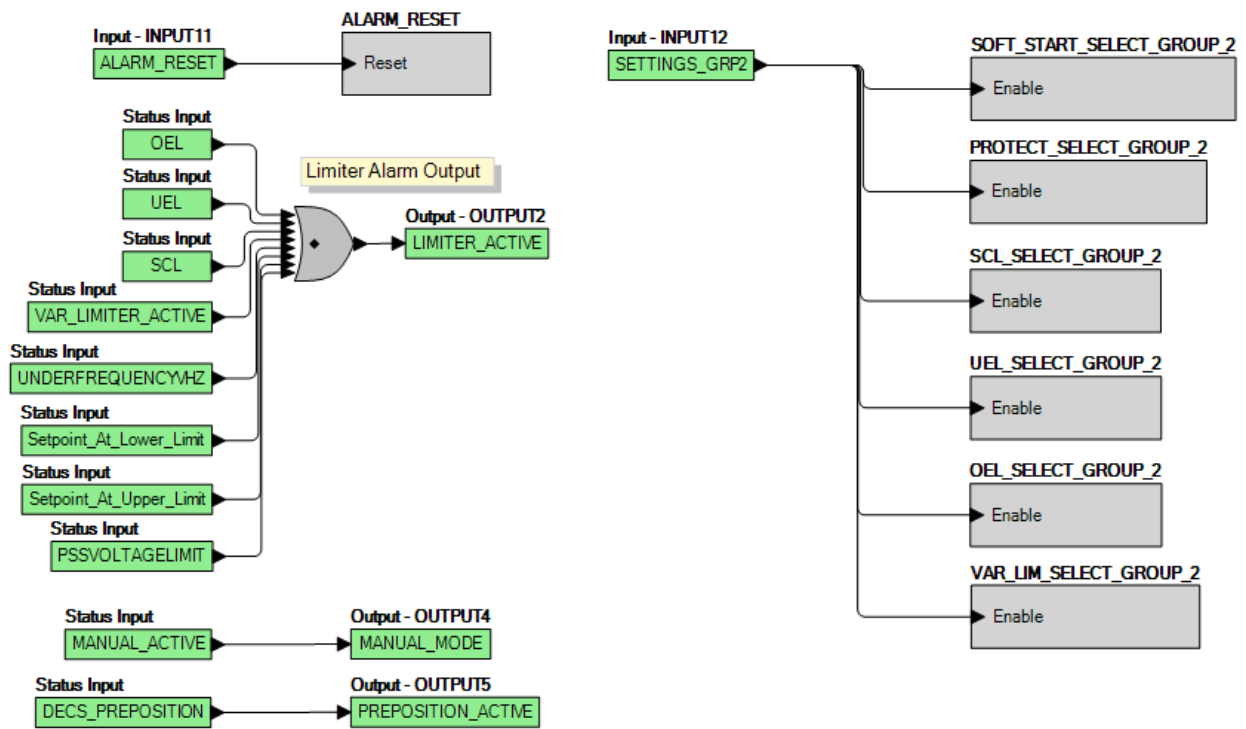 Input - INPUT11
ALARM_RESET
ALARM_RESET
Reset
Status Input
OEL
Status Input
UEL
Status Input
SCL
Status Input
VAR_LIMITER_ACTIVE
Status Input
UNDERFREQUENCYVHZ
Status Input
Setpoint_At_Lower_Limit
Status Input
Setpoint_At_Upper_Limit
Status Input
PSSVOLTAGELIMIT
Limiter Alarm Output
Output - OUTPUT2
LIMITER_ACTIVE
Status Input
MANUAL_ACTIVE
Output - OUTPUT4
MANUAL_MODE
Status Input
DECS_PREPOSITION
Output - OUTPUT5
PREPOSITION_ACTIVE
Input - INPUT12
SETTINGS_GRP2
SOFT_START_SELECT_GROUP_2
Enable
PROTECT_SELECT_GROUP_2
Enable
SCL_SELECT_GROUP_2
Enable
UEL_SELECT_GROUP_2
Enable
OEL_SELECT_GROUP_2
Enable
VAR_LIM_SELECT_GROUP_2
Enable